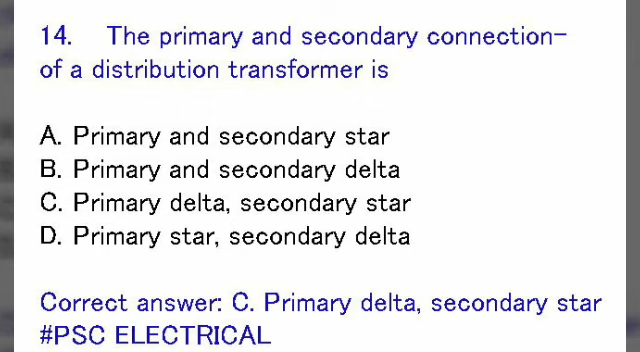 14. The primary and secondary connection-
of a distribution transformer is
A. Primary and secondary star
B. Primary and secondary delta
C. Primary delta, secondary star
D. Primary star, secondary delta
Correct answer: C. Primary delta, secondary star
#PSC ELECTRICAL